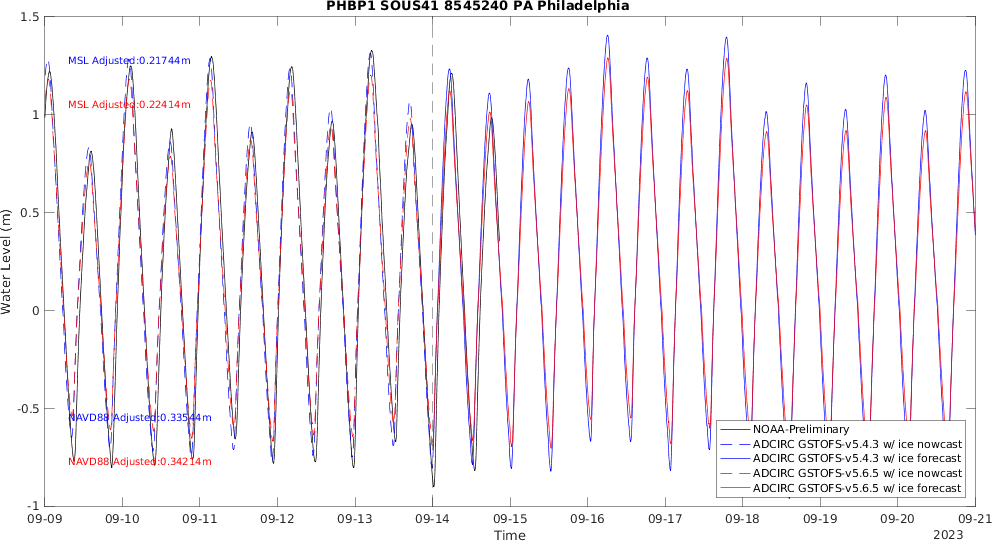 PHBP1 SOUS41 8545240 PA Philadelphia
1.5
MSL Adjusted:0.21744m
MSL Adjusted:0.22414m
1
0.5
Water Level (m)
0
-0.5
NAVD88 Adjusted:0.33544m
NAVD88 Adjusted:0.34214m
NOAA-Preliminary
ADCIRC GSTOFS-v5.4.3 w/ ice nowcast
ADCIRC GSTOFS-v5.4.3 w/ ice forecast
ADCIRC GSTOFS-v5.6.5 w/ ice nowcast
ADCIRC GSTOFS-v5.6.5 w/ ice forecast
-1
09-09 09-10 09-11 09-12 09-13 09-14 09-15 09-16 09-17 09-18 09-19 09-20 09-21
Time
2023